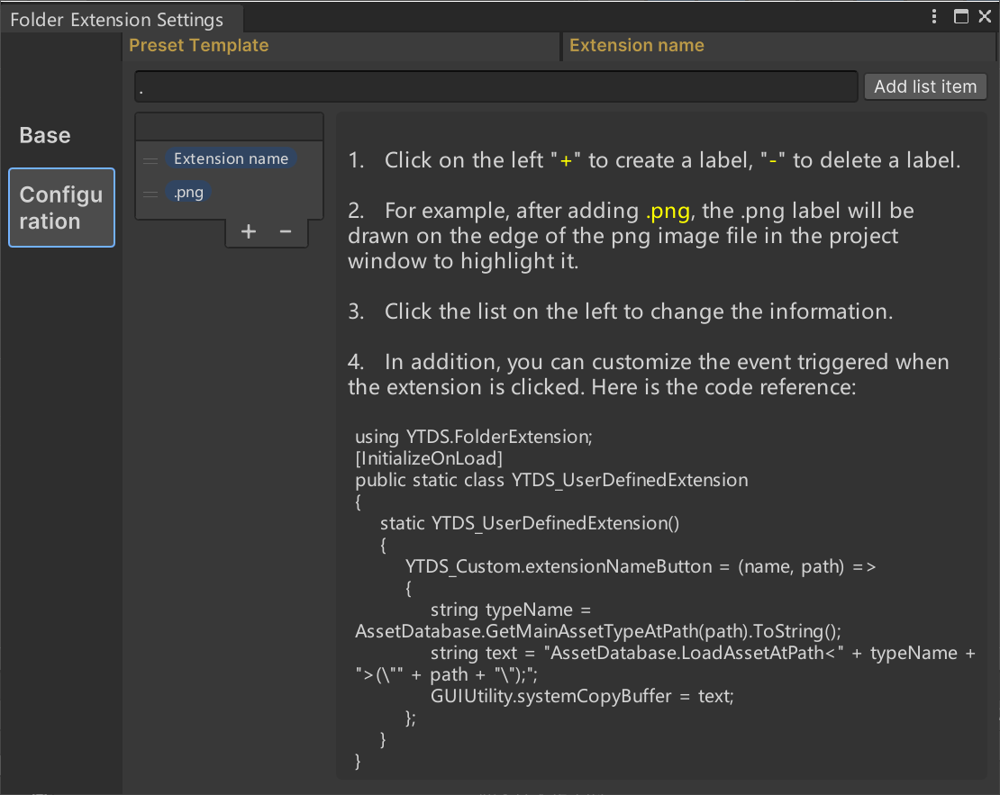 Folder Extension Settings
Preset Template
Extension name
.
Add list item
Base
Configu
ration
Extension name
.png
+ -
1. Click on the left "+" to create a label, "-" to delete a label.
2. For example, after adding .png, the .png label will be
drawn on the edge of the png image file in the project
window to highlight it.
3. Click the list on the left to change the information.
4. In addition, you can customize the event triggered when
the extension is clicked. Here is the code reference:
using YTDS.FolderExtension;
[InitializeOnLoad]
public static class YTDS_UserDefinedExtension
{
static YTDS_UserDefinedExtension()
{
YTDS_Custom.extensionNameButton = (name, path) =>
{
string typeName =
AssetDatabase.GetMainAssetTypeAtPath(path).ToString();
string text = "AssetDatabase.LoadAssetAtPath<" + typeName +
">(\"" + path + "\");";
GUIUtility.systemCopyBuffer = text;
};
}
}